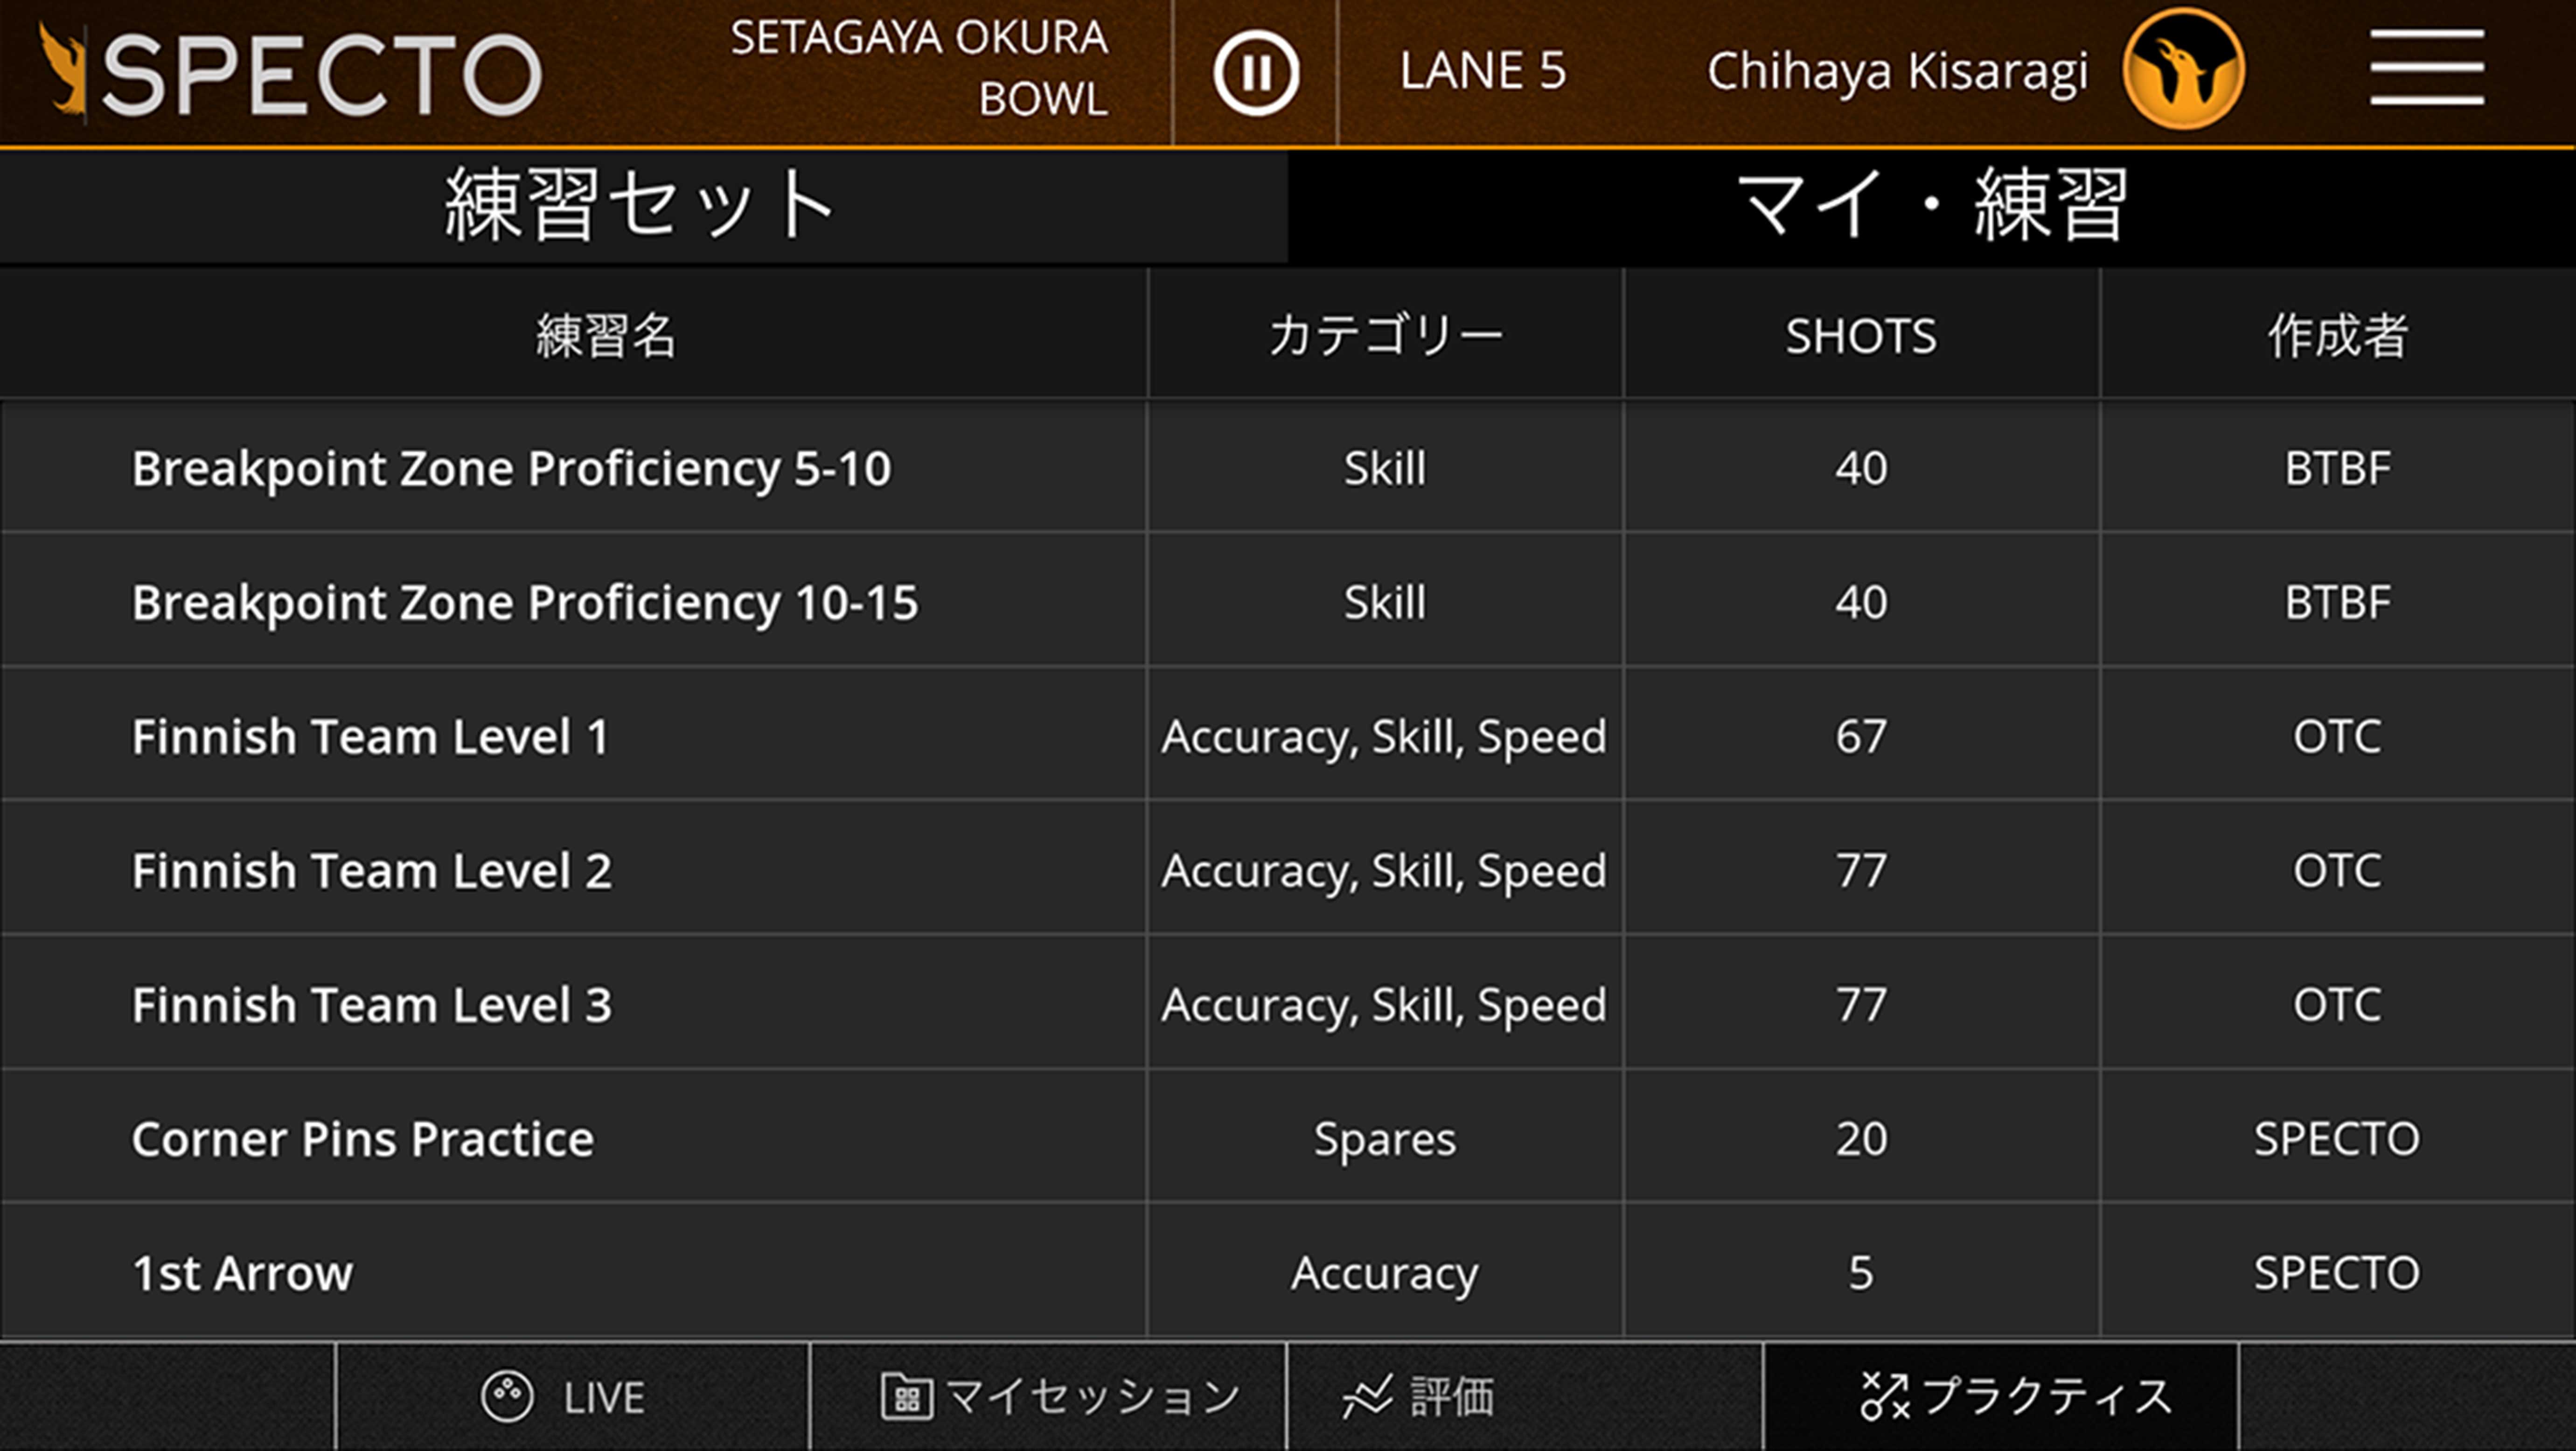 SPECTO
SETAGAYA OKURA
BOWL
LANE 5
Chihaya Kisaragi
練習セット
マイ・練習
練習名 カテゴリー SHOTS 作成者
Breakpoint Zone Proficiency 5-10 Skill 40 BTBF
Breakpoint Zone Proficiency 10-15 Skill 40 BTBF
Finnish Team Level 1 Accuracy, Skill, Speed 67 OTC
Finnish Team Level 2 Accuracy, Skill, Speed 77 OTC
Finnish Team Level 3 Accuracy, Skill, Speed 77 OTC
Corner Pins Practice Spares 20 SPECTO
1st Arrow Accuracy 5 SPECTO
LIVE マイセッション 評価 プラクティス